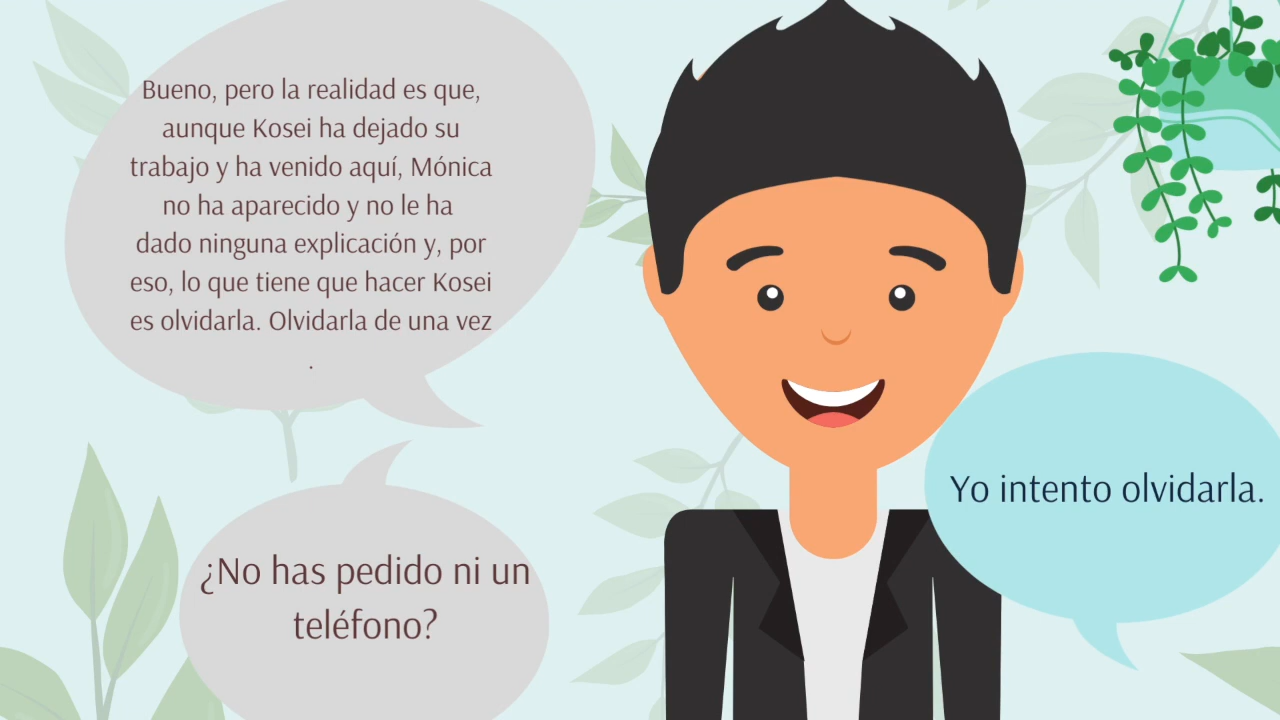 Bueno, pero la realidad es que,
aunque Kosei ha dejado su
trabajo y ha venido aquí, Mónica
no ha aparecido y no le ha
dado ninguna explicación y, por
eso, lo que tiene que hacer Kosei
es olvidarla. Olvidarla de una vez
.
Yo intento olvidarla.
¿No has pedido ni un
teléfono?